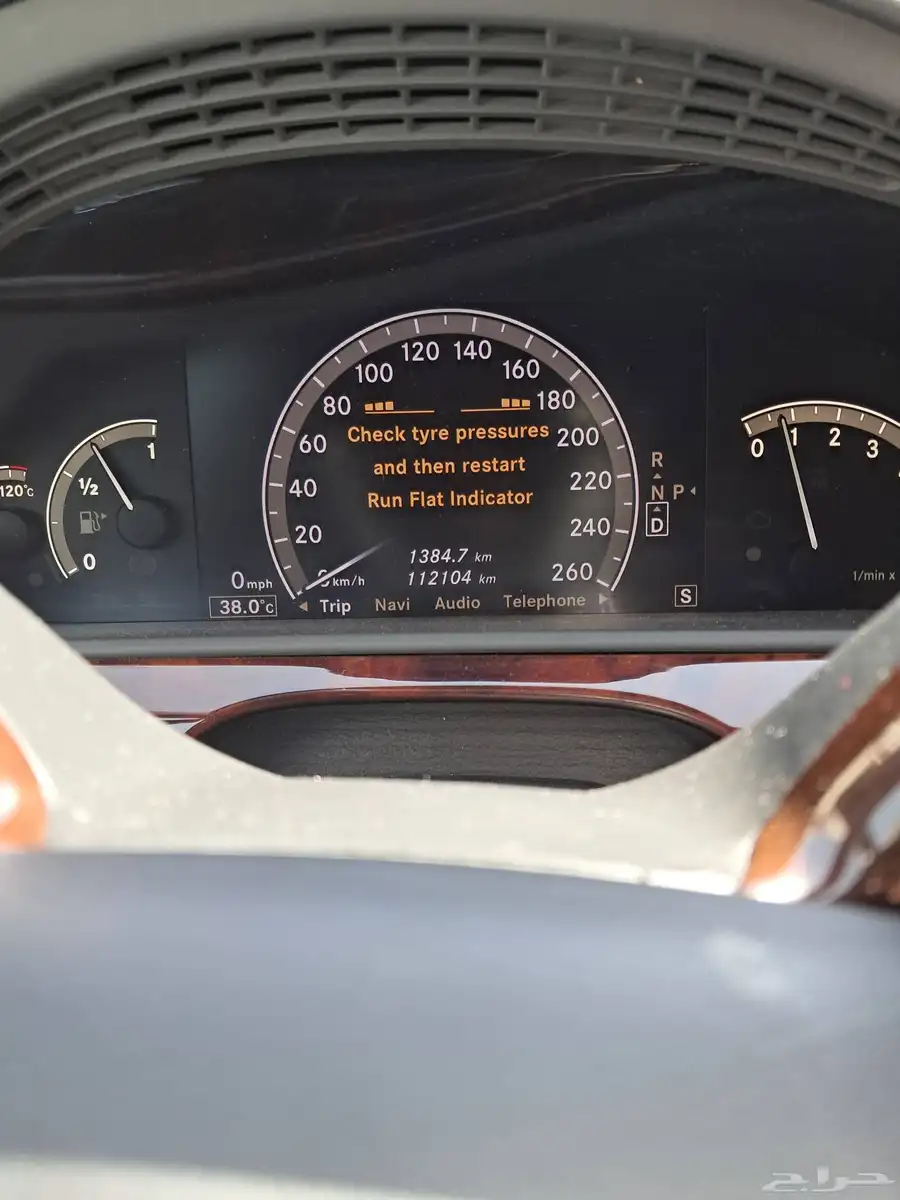 120 140
100 160
80 180
Check tyre pressures
and then restart
Run Flat Indicator
60 200
40 220
20 240
km/h 260
1384.7 km
112104 km
0 mph
38.0°c
Trip Navi Audio Telephone
R
N P
D
S
120°c
1
½
0
0 1 2 3
1/min x
حراج